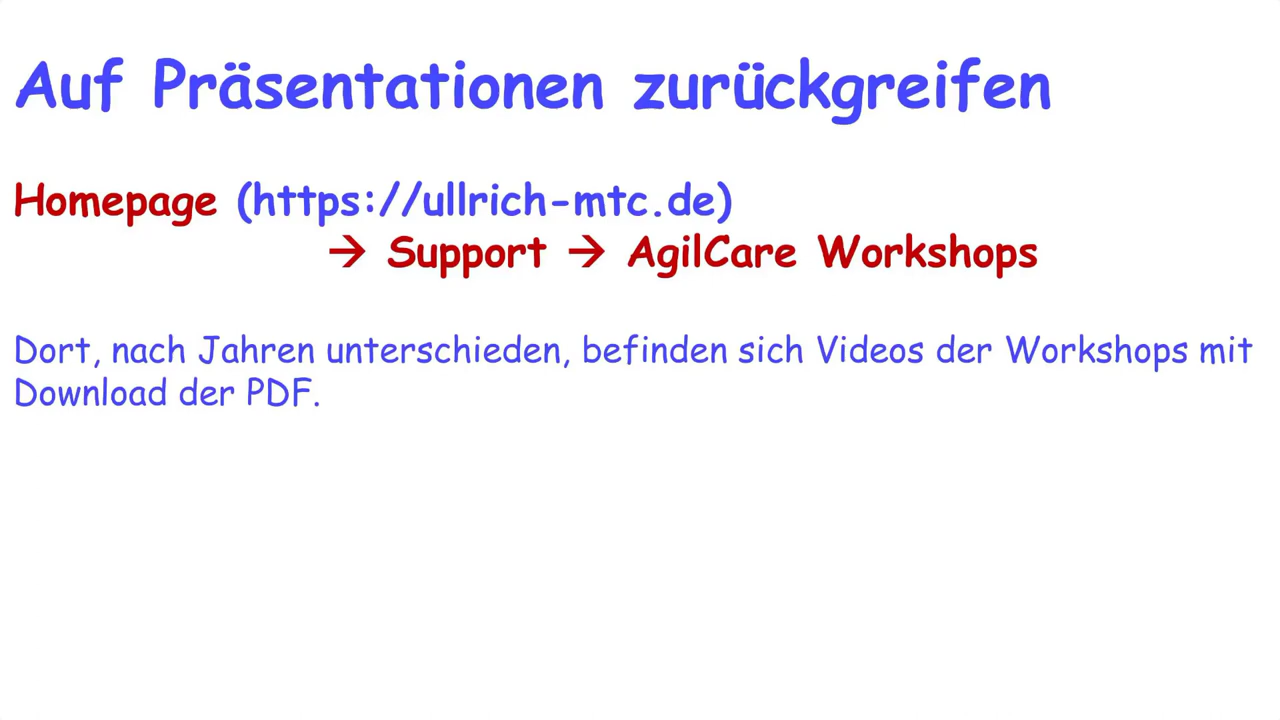 Auf Präsentationen zurückgreifen
Homepage (https://ullrich-mtc.de)
→ Support → AgilCare Workshops
Dort, nach Jahren unterschieden, befinden sich Videos der Workshops mit
Download der PDF.